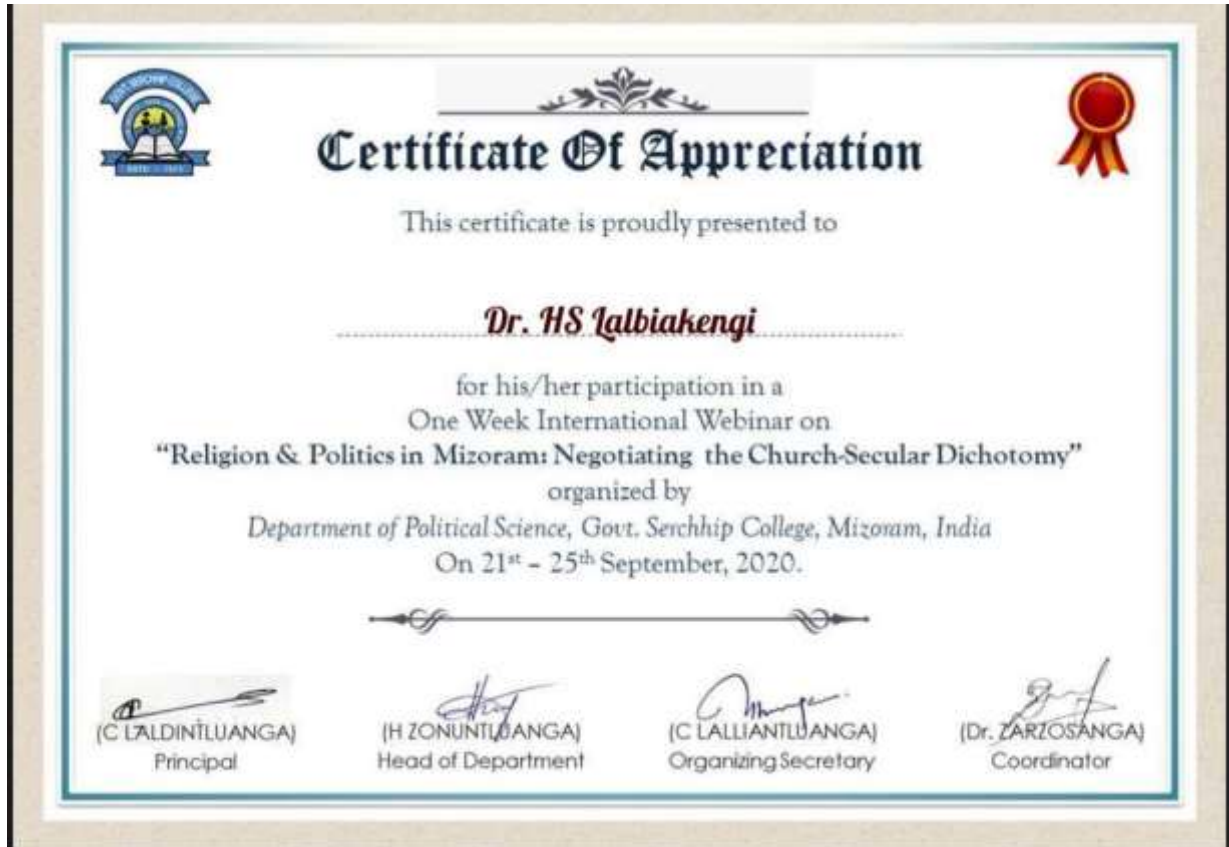 GOVT. SERCHHIP COLLEGE
Certificate Of Appreciation
This certificate is proudly presented to
Dr. HS Lalbiakengi
for his/her participation in a
One Week International Webinar on
“Religion & Politics in Mizoram: Negotiating the Church-Secular Dichotomy”
organized by
Department of Political Science, Govt. Serchhip College, Mizoram, India
On 21st – 25th September, 2020.
(C LALDINTLUANGA)
Principal
(H ZONUNTLUANGA)
Head of Department
(C LALLIANTLUANGA)
Organizing Secretary
(Dr. ZARZOSANGA)
Coordinator